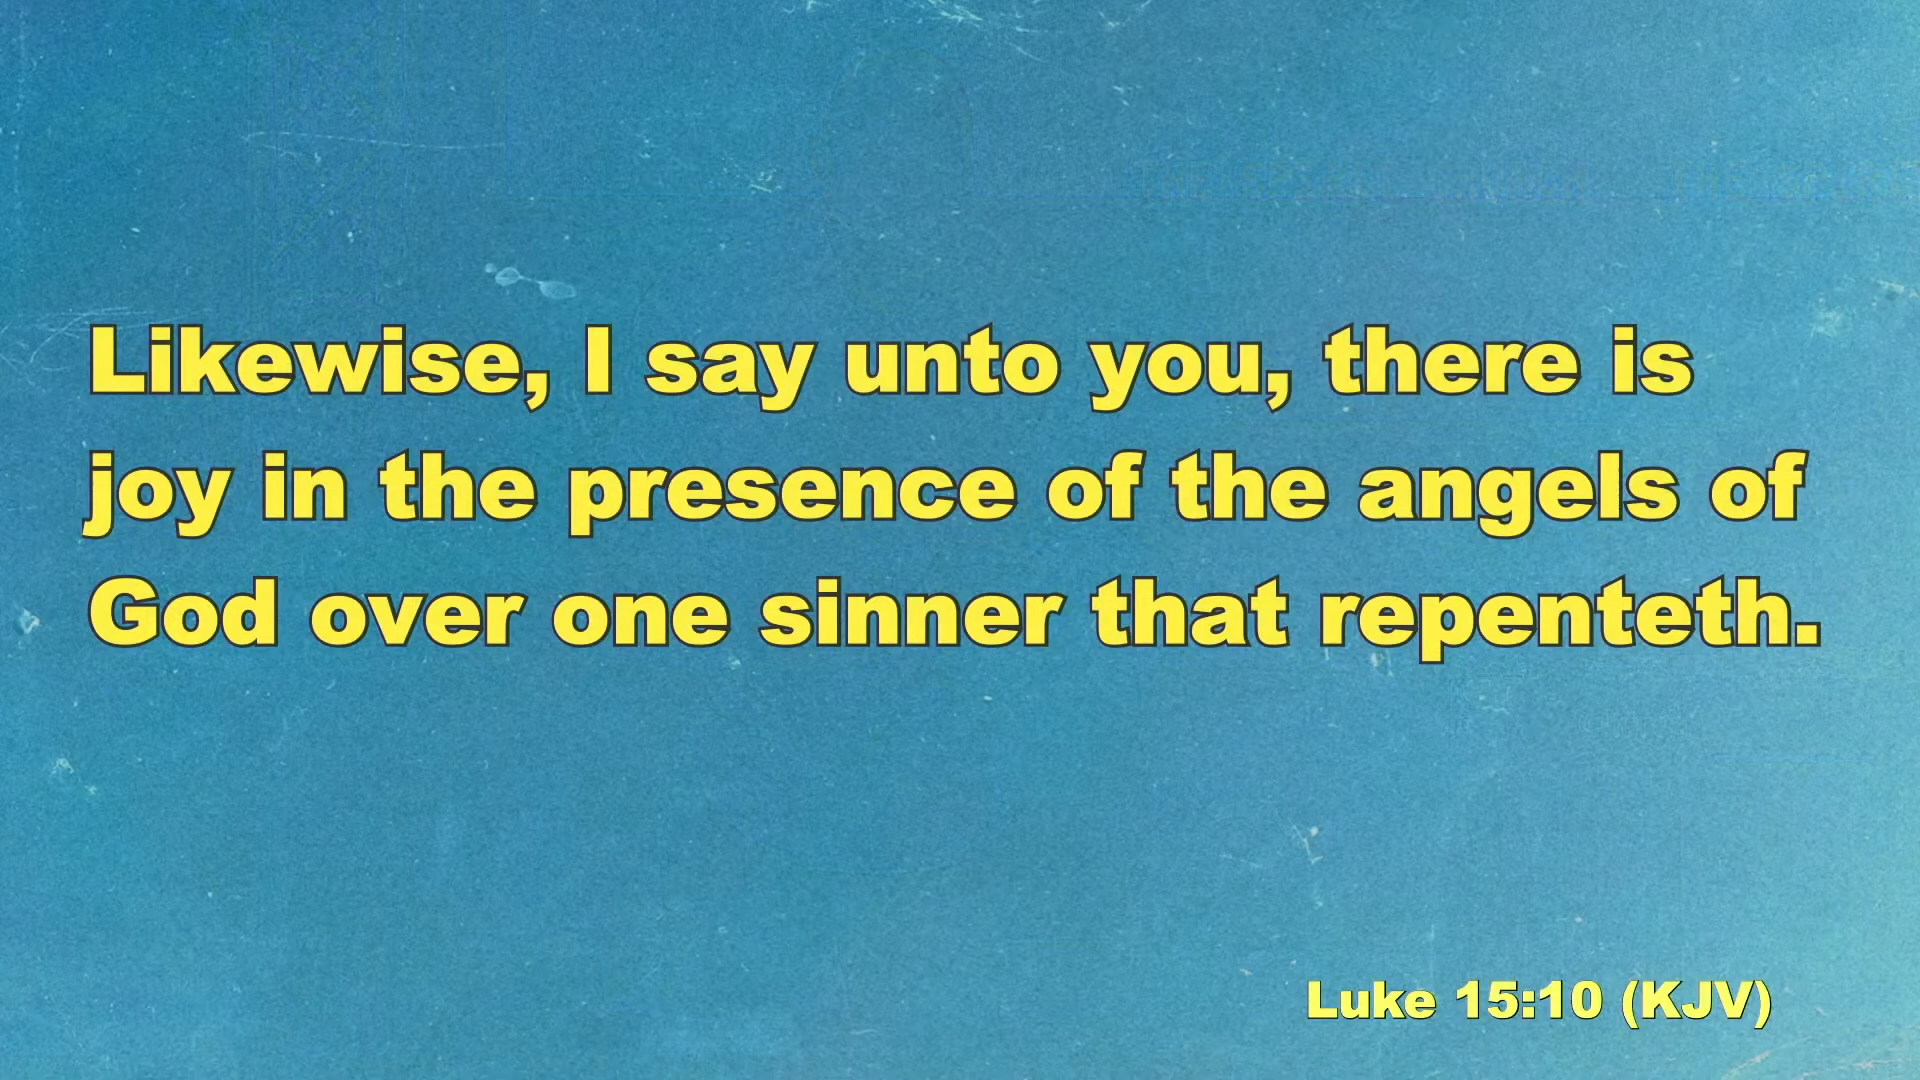 Likewise, I say unto you, there is
joy in the presence of the angels of
God over one sinner that repenteth.
Luke 15:10 (KJV)